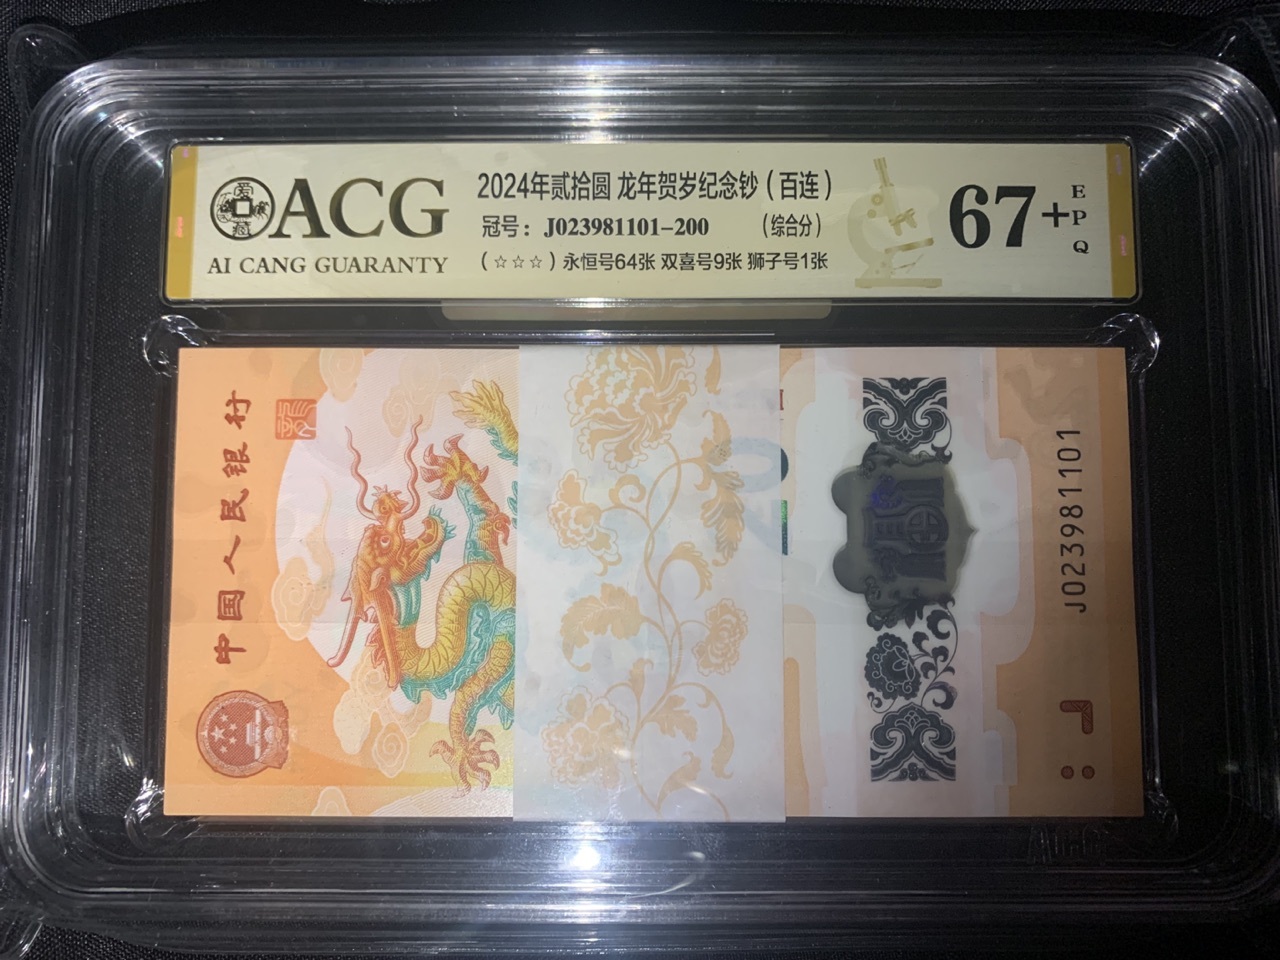 ACG
AI CANG GUARANTY
2024年贰拾圆 龙年贺岁纪念钞（百连）
冠号：J023981101-200 （综合分）
（☆☆☆）永恒号64张 双喜号9张 狮子号1张
67+
EPQ
中国人民银行
J023981101
ACG